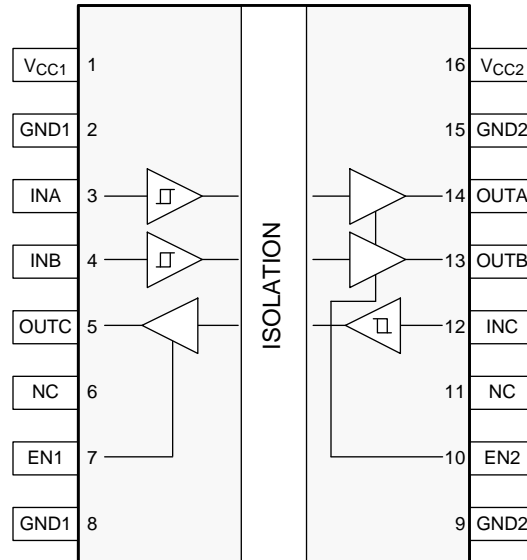 VCC1 1 16 VCC2
GND1 2 15 GND2
INA 3 14 OUTA
INB 4 13 OUTB
OUTC 5 12 INC
NC 6 11 NC
EN1 7 10 EN2
GND1 8 9 GND2
ISOLATION